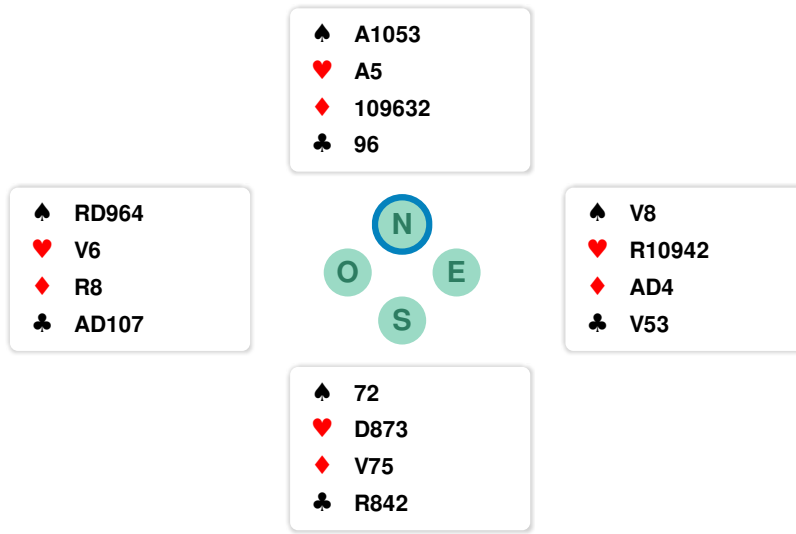 ♠ A1053
♥ A5
♦ 109632
♣ 96
♠ RD964
♥ V6
♦ R8
♣ AD107
N
O E
S
♠ V8
♥ R10942
♦ AD4
♣ V53
♠ 72
♥ D873
♦ V75
♣ R842